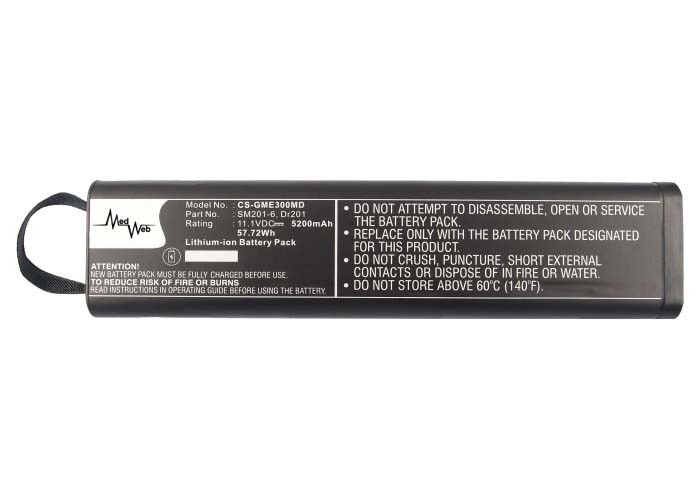 Med
Web
Model No. : CS-GME300MD
Part No. : SM201-6, Dr201
Rating : 11.1VDC⎓ 5200mAh
57.72Wh
Lithium-ion Battery Pack
ATTENTION!
NEW BATTERY PACK MUST BE FULLY CHARGED BEFORE USE.
TO REDUCE RISK OF FIRE OR BURNS
READ INSTRUCTIONS IN OPERATING GUIDE BEFORE USING THE BATTERY.
• DO NOT ATTEMPT TO DISASSEMBLE, OPEN OR SERVICE
THE BATTERY PACK.
• REPLACE ONLY WTH THE BATTERY PACK DESIGNATED
FOR THIS PRODUCT.
• DO NOT CRUSH, PUNCTURE, SHORT EXTERNAL
CONTACTS OR DISPOSE OF IN FIRE OR WATER.
• DO NOT STORE ABOVE 60°C (140°F).